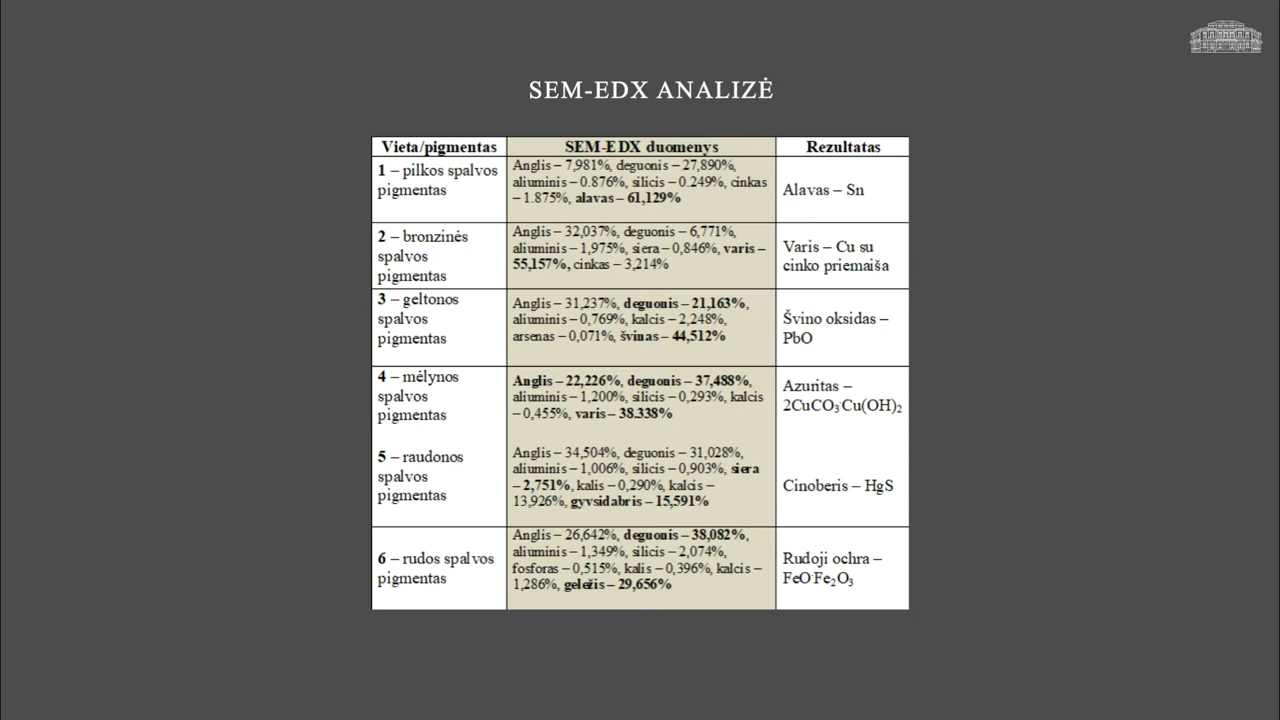 SEM-EDX ANALIZĖ
Vieta/pigmentas
SEM-EDX duomenys
Rezultatas
1 – pilkos spalvos
pigmentas
Anglis – 7,981%, deguonis – 27,890%,
aliuminis – 0.876%, silicis – 0.249%, cinkas
– 1.875%, alavas – 61,129%
Alavas – Sn
2 – bronzinės
spalvos
pigmentas
Anglis – 32,037%, deguonis – 6,771%,
aliuminis – 1,975%, siera – 0,846%, varis –
55,157%, cinkas – 3,214%
Varis – Cu su
cinko priemaiša
3 – geltonos
spalvos
pigmentas
Anglis – 31,237%, deguonis – 21,163%,
aliuminis – 0,769%, kalcis – 2,248%,
arsenas – 0,071%, švinas – 44,512%
Švino oksidas –
PbO
4 – mėlynos
spalvos
pigmentas
Anglis – 22,226%, deguonis – 37,488%,
aliuminis – 1,200%, silicis – 0,293%, kalcis
– 0,455%, varis – 38.338%
Azuritas –
2CuCO₃·Cu(OH)₂
5 – raudonos
spalvos
pigmentas
Anglis – 34,504%, deguonis – 31,028%,
aliuminis – 1,006%, silicis – 0,903%, siera
– 2,751%, kalis – 0,290%, kalcis –
13,926%, gyvsidabris – 15,591%
Cinoberis – HgS
6 – rudos spalvos
pigmentas
Anglis – 26,642%, deguonis – 38,082%,
aliuminis – 1,349%, silicis – 2,074%,
fosforas – 0,515%, kalis – 0,396%, kalcis –
1,286%, geležis – 29,656%
Rudoji ochra –
FeO·Fe₂O₃